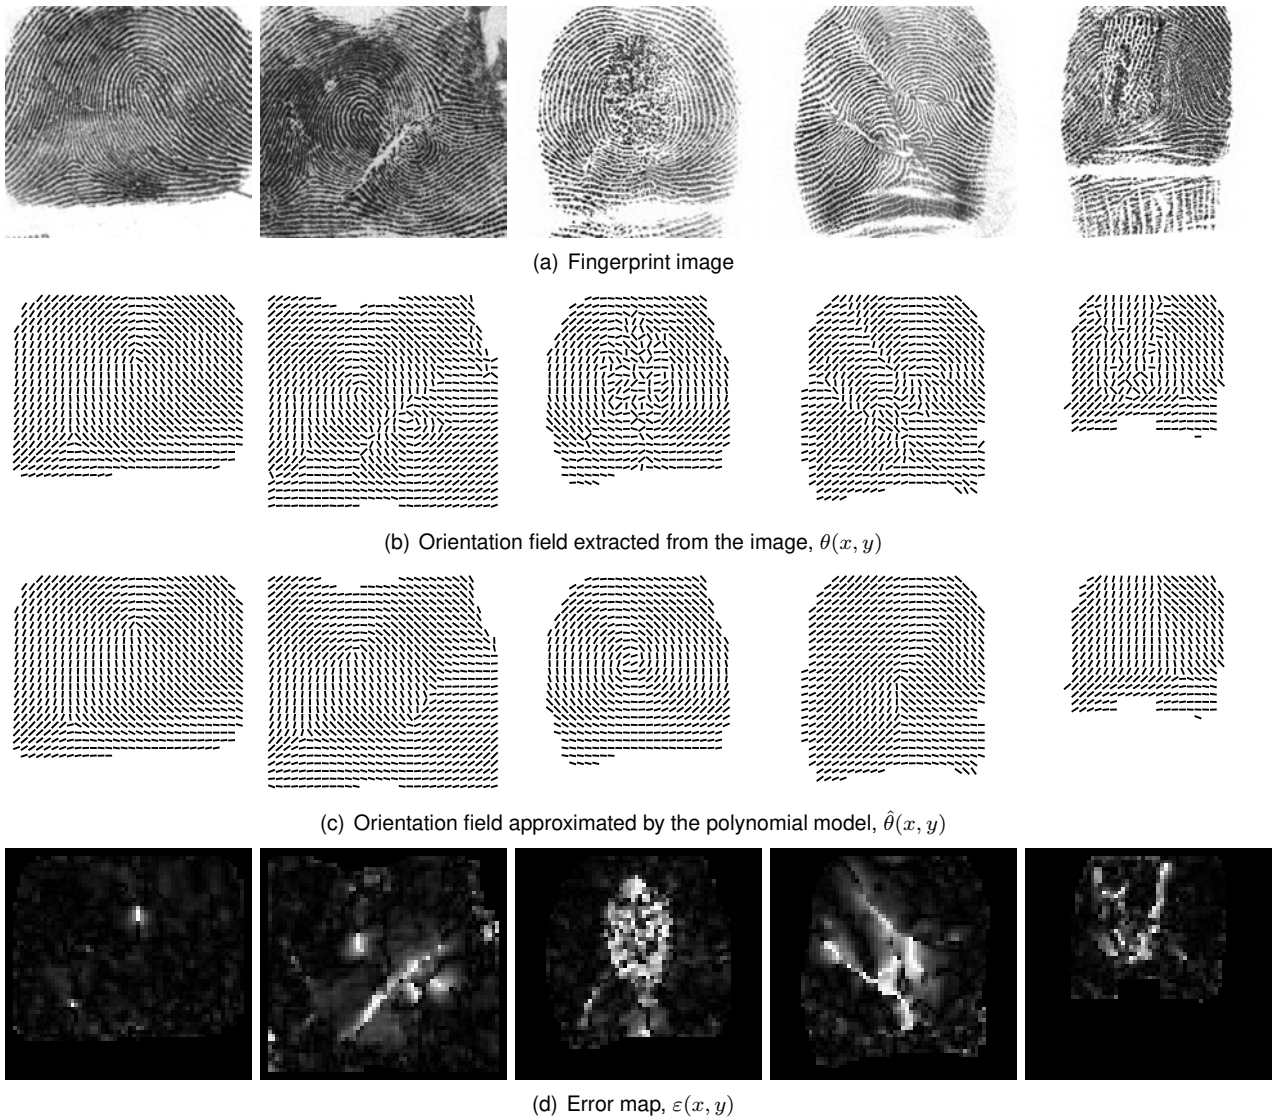 (a) Fingerprint image
(b) Orientation field extracted from the image, θ(x, y)
(c) Orientation field approximated by the polynomial model, θ̂(x, y)
(d) Error map, ε(x, y)